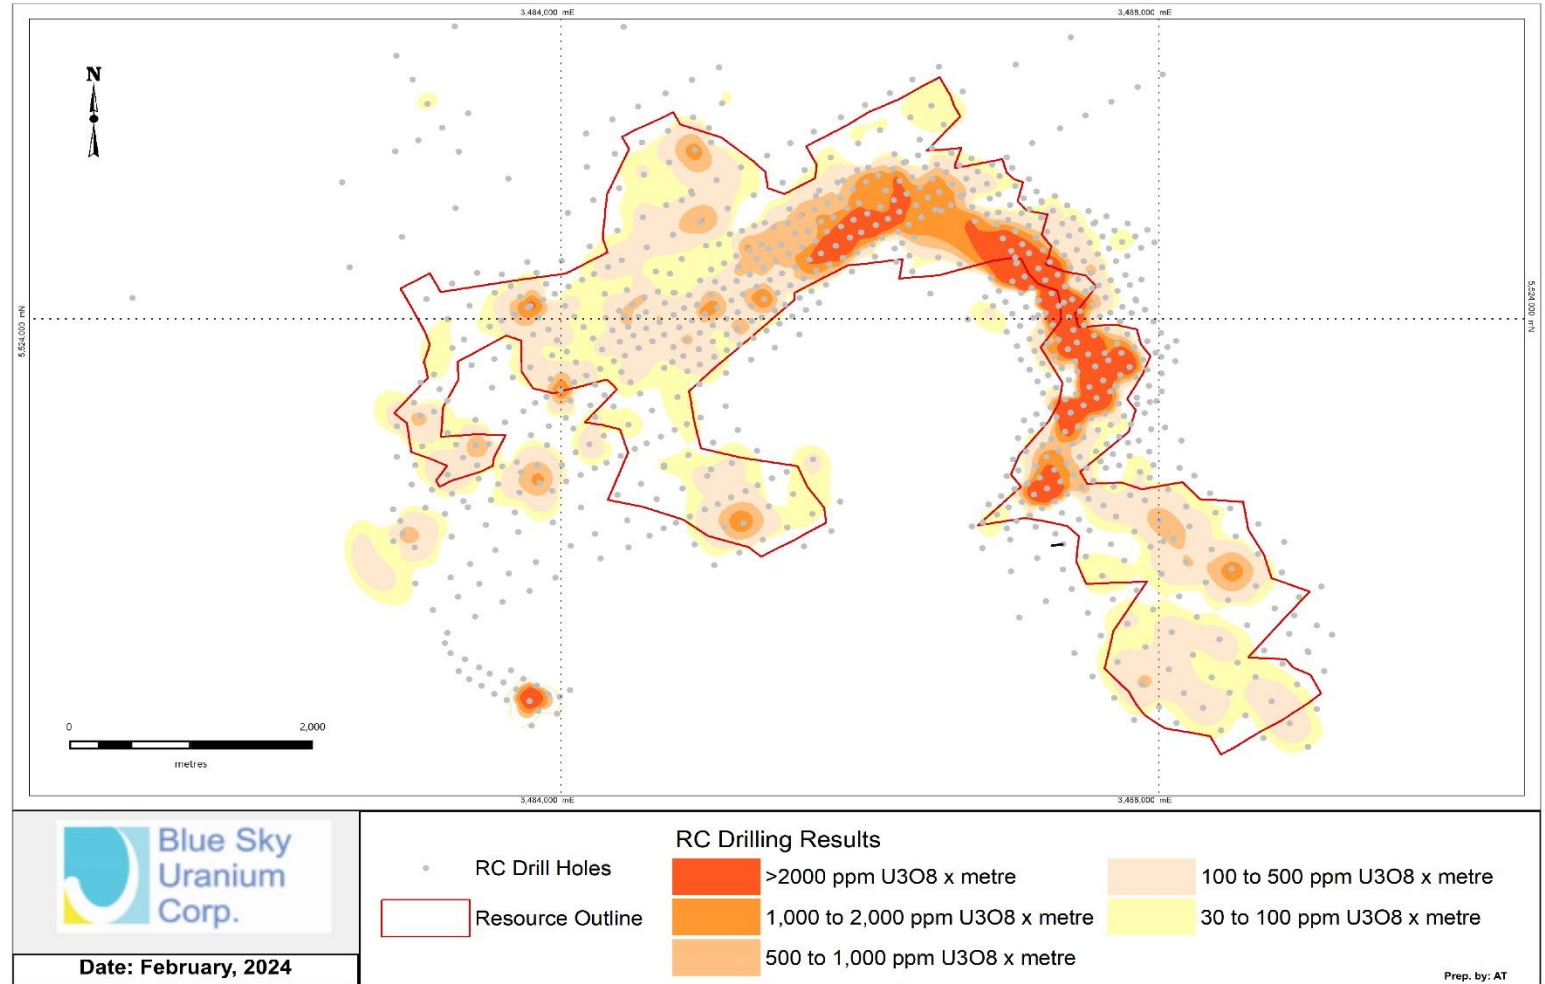 3,484,000 mE
3,488,000 mE
N
5,524,000 mN
5,524,000 mN
0
2,000
metres
3,484,000 mE
3,488,000 mE
Blue Sky
Uranium
Corp.
Date: February, 2024
RC Drill Holes
Resource Outline
RC Drilling Results
>2000 ppm U3O8 x metre
1,000 to 2,000 ppm U3O8 x metre
500 to 1,000 ppm U3O8 x metre
100 to 500 ppm U3O8 x metre
30 to 100 ppm U3O8 x metre
Prep. by: AT